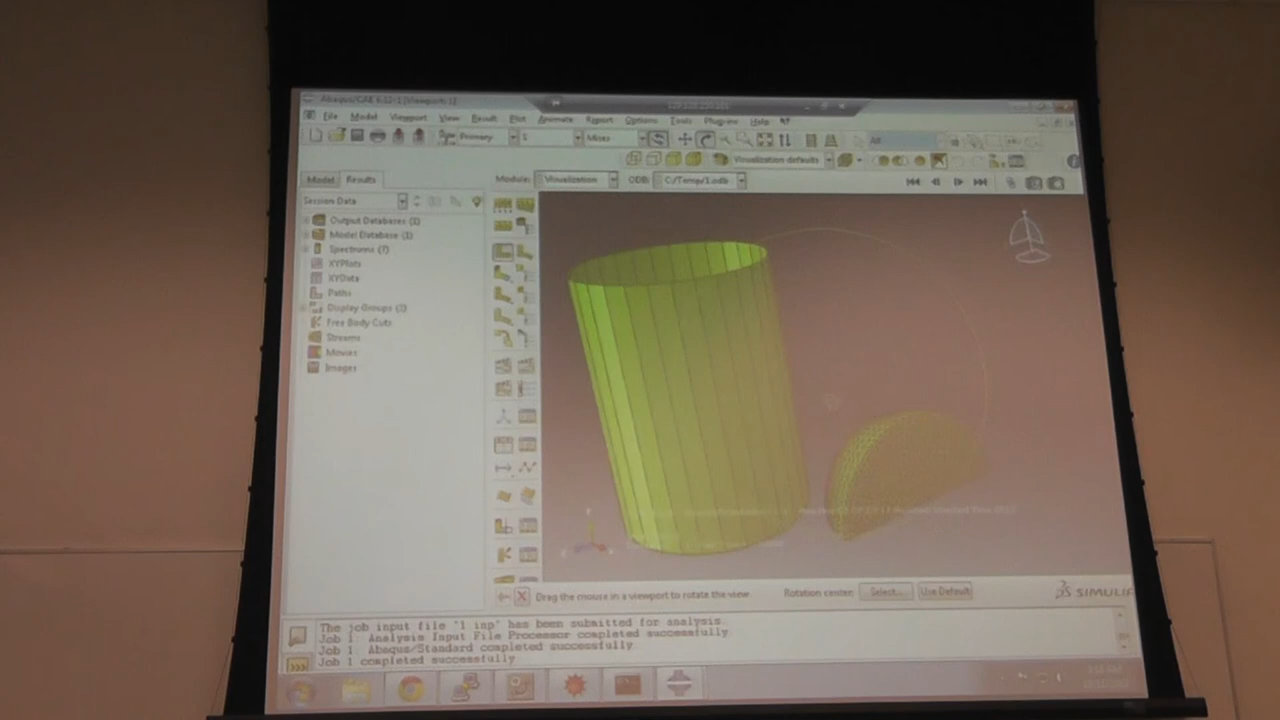 Abaqus/CAE 6.12-1 [Viewport: 1]
File Model Viewport View Result Plot Animate Report Options Tools Plug-ins Help
Primary 1 Mises All
Visualization defaults
Model Results Module: Visualization ODB: C:/Temp/1.odb
Session Data
Output Databases (1)
Model Database (1)
Spectrums (7)
XYPlots
XYData
Paths
Display Groups (1)
Free Body Cuts
Streams
Movies
Images
Drag the mouse in a viewport to rotate the view. Rotation center: Select... Use Default SIMULIA
The job input file "1.inp" has been submitted for analysis.
Job 1: Analysis Input File Processor completed successfully.
Job 1: Abaqus/Standard completed successfully.
Job 1 completed successfully.